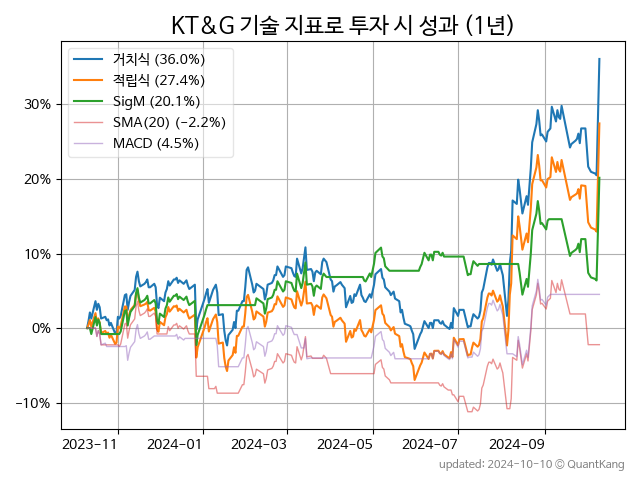 KT&G 기술 지표로 투자 시 성과 (1년)
거치식 (36.0%)
적립식 (27.4%)
SigM (20.1%)
SMA(20) (−2.2%)
MACD (4.5%)
30%
20%
10%
0%
−10%
2023-11 2024-01 2024-03 2024-05 2024-07 2024-09
updated: 2024-10-10 © QuantKang